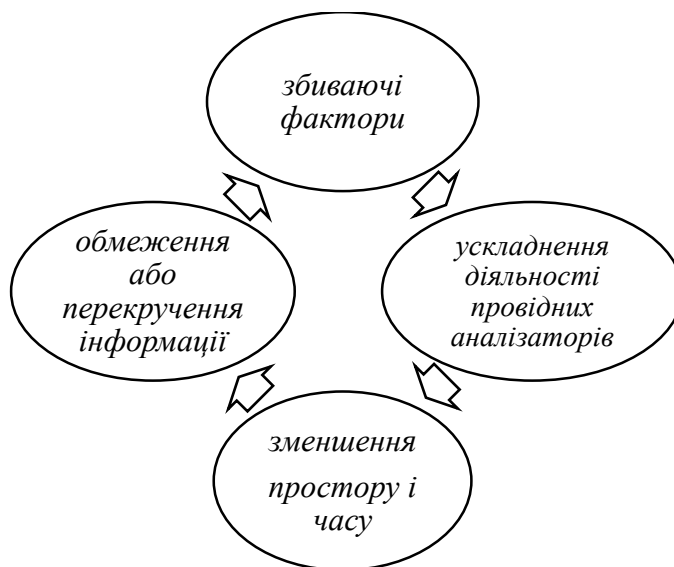 збиваючі
фактори
обмеження
або
перекручення
інформації
ускладнення
діяльності
провідних
аналізаторів
зменшення
простору і
часу